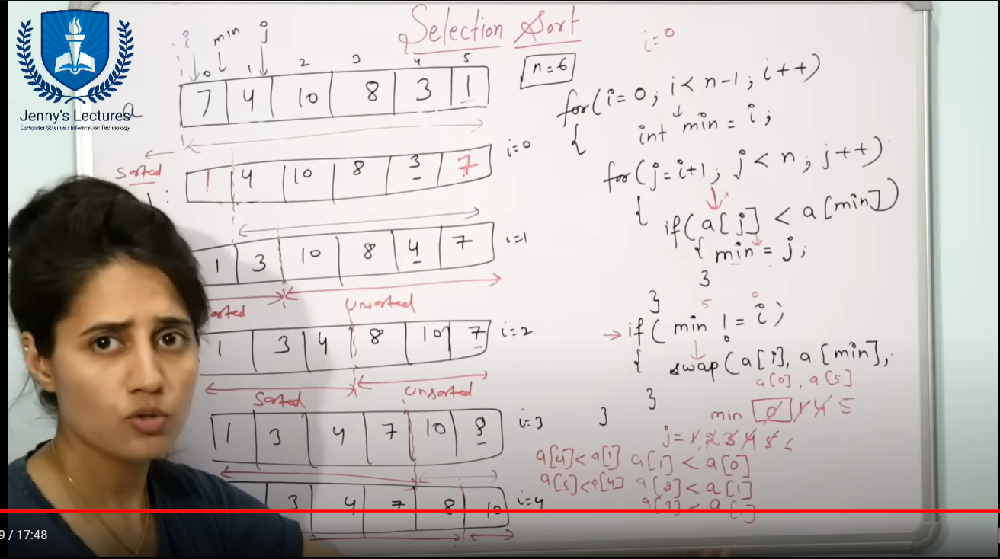 Selection Sort
i=0
i min j
0 1 2 3 4 5
n=6
a
7 4 10 8 3 1
Jenny's Lectures
Computer Science / Information Technology
Sorted
1 4 10 8 3 7 i=0
1 3 10 8 4 7 i=1
Unsorted
1 3 4 8 10 7 i=2
Sorted Unsorted
1 3 4 7 10 8 i=3
3 4 7 8 10 i=4
for(i=0; i<n-1; i++)
{ int min = i;
for(j=i+1; j<n; j++)
{ if(a[j] < a[min])
{ min = j;
}
}
5 0
if( min != i)
{ swap(a[i], a[min]);
a[0], a[5]
}
}
min 0 1 4 5
j=1, 2 3 4 5 6
a[4]<a[1] a[1]<a[0]
a[5]<a[4] a[2]<a[1]
a[3]<a[1]
9 / 17:48